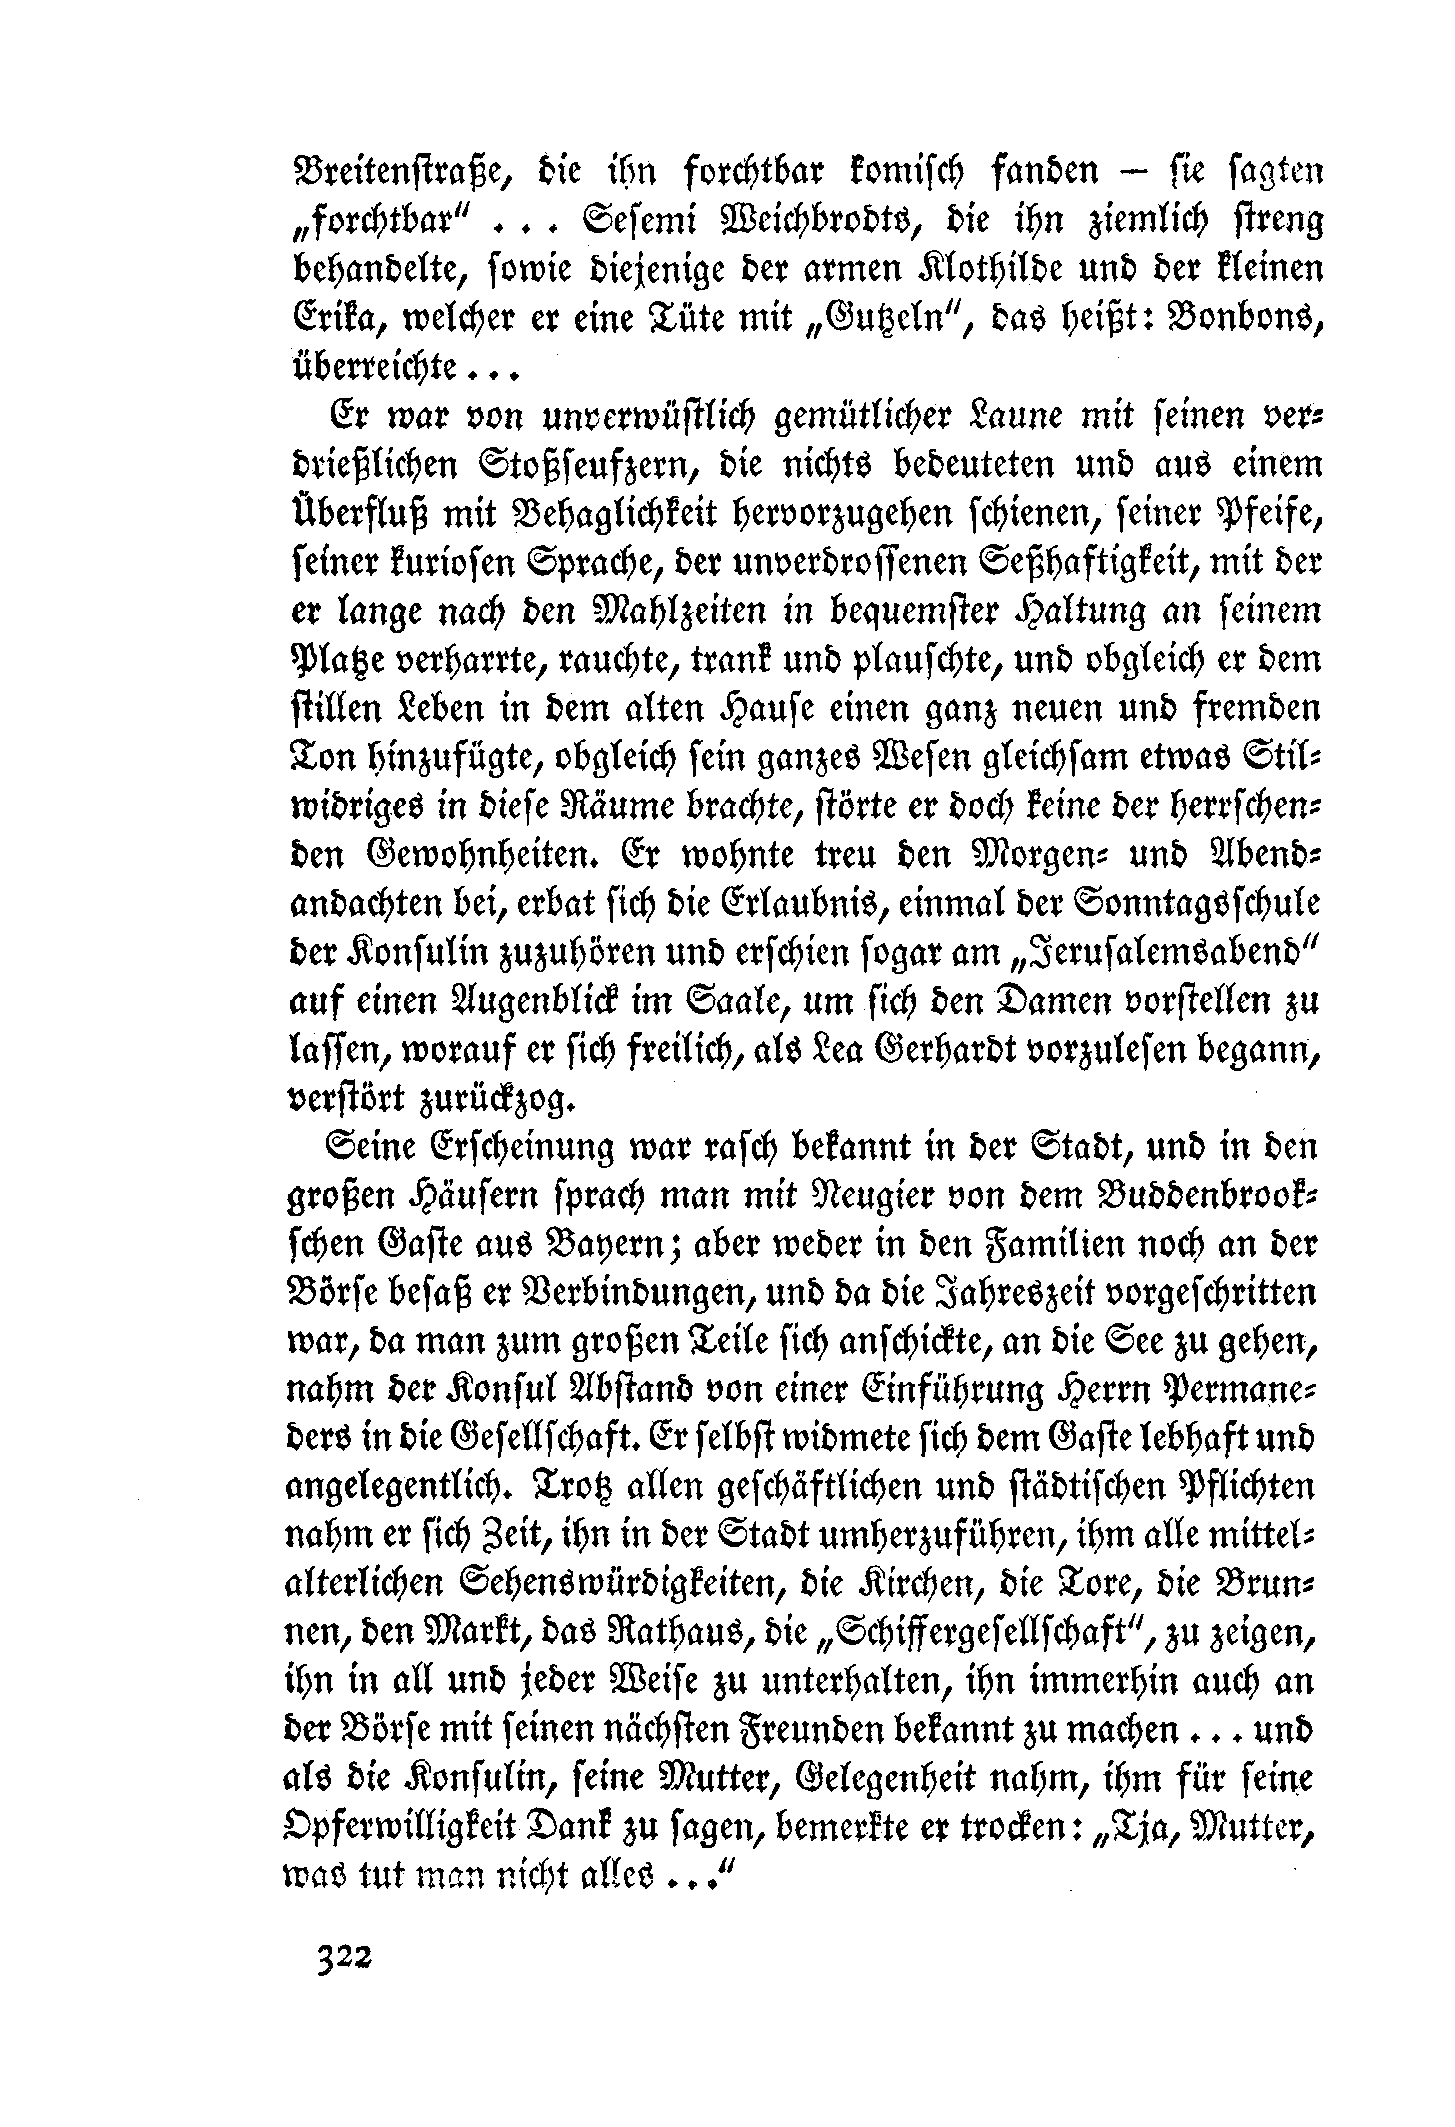 Breitenstraße, die ihn forchtbar komisch fanden — sie sagten
„forchtbar“ . . . Sesemi Weichbrodts, die ihn ziemlich streng
behandelte, sowie diejenige der armen Klothilde und der kleinen
Erika, welcher er eine Tüte mit „Gutzeln“, das heißt: Bonbons,
überreichte . . .
Er war von unverwüstlich gemütlicher Laune mit seinen ver-
drießlichen Stoßseufzern, die nichts bedeuteten und aus einem
Überfluß mit Behaglichkeit hervorzugehen schienen, seiner Pfeife,
seiner kuriosen Sprache, der unverdrossenen Seßhaftigkeit, mit der
er lange nach den Mahlzeiten in bequemster Haltung an seinem
Platze verharrte, rauchte, trank und plauschte, und obgleich er dem
stillen Leben in dem alten Hause einen ganz neuen und fremden
Ton hinzufügte, obgleich sein ganzes Wesen gleichsam etwas Stil-
widriges in diese Räume brachte, störte er doch keine der herrschen-
den Gewohnheiten. Er wohnte treu den Morgen- und Abend-
andachten bei, erbat sich die Erlaubnis, einmal der Sonntagsschule
der Konsulin zuzuhören und erschien sogar am „Jerusalemsabend“
auf einen Augenblick im Saale, um sich den Damen vorstellen zu
lassen, worauf er sich freilich, als Lea Gerhardt vorzulesen begann,
verstört zurückzog.
Seine Erscheinung war rasch bekannt in der Stadt, und in den
großen Häusern sprach man mit Neugier von dem Buddenbrook-
schen Gaste aus Bayern; aber weder in den Familien noch an der
Börse besaß er Verbindungen, und da die Jahreszeit vorgeschritten
war, da man zum großen Teile sich anschickte, an die See zu gehen,
nahm der Konsul Abstand von einer Einführung Herrn Permane-
ders in die Gesellschaft. Er selbst widmete sich dem Gaste lebhaft und
angelegentlich. Trotz allen geschäftlichen und städtischen Pflichten
nahm er sich Zeit, ihn in der Stadt umherzuführen, ihm alle mittel-
alterlichen Sehenswürdigkeiten, die Kirchen, die Tore, die Brun-
nen, den Markt, das Rathaus, die „Schiffergesellschaft“, zu zeigen,
ihn in all und jeder Weise zu unterhalten, ihn immerhin auch an
der Börse mit seinen nächsten Freunden bekannt zu machen . . . und
als die Konsulin, seine Mutter, Gelegenheit nahm, ihm für seine
Opferwilligkeit Dank zu sagen, bemerkte er trocken: „Tja, Mutter,
was tut man nicht alles . . .“
322